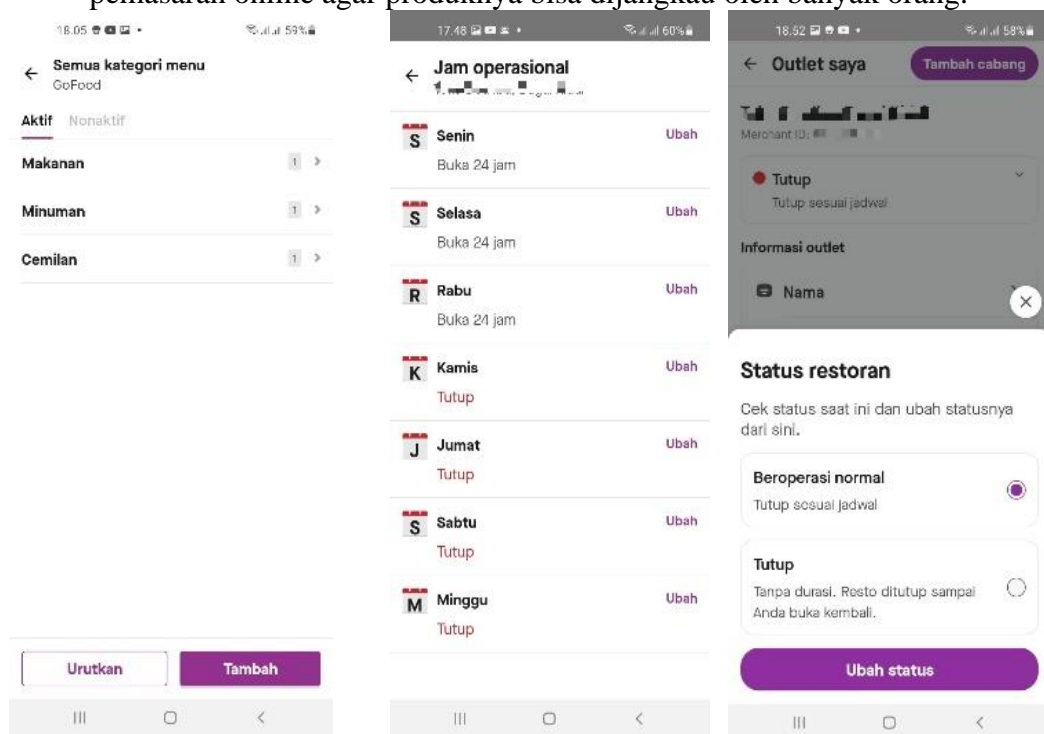 pemasaran online agar produknya bisa dijangkau oleh banyak orang.
18.05
59%
Semua kategori menu
GoFood
Aktif Nonaktif
Makanan 1
Minuman 1
Cemilan 1
Urutkan Tambah
17.48
60%
Jam operasional
S Senin Ubah
Buka 24 jam
S Selasa Ubah
Buka 24 jam
R Rabu Ubah
Buka 24 jam
K Kamis Ubah
Tutup
J Jumat Ubah
Tutup
S Sabtu Ubah
Tutup
M Minggu Ubah
Tutup
18.52
58%
Outlet saya Tambah cabang
Merchant ID:
Tutup
Tutup sesuai jadwal
Informasi outlet
Nama
Status restoran
Cek status saat ini dan ubah statusnya
dari sini.
Beroperasi normal
Tutup sesuai jadwal
Tutup
Tanpa durasi. Resto ditutup sampai
Anda buka kembali.
Ubah status